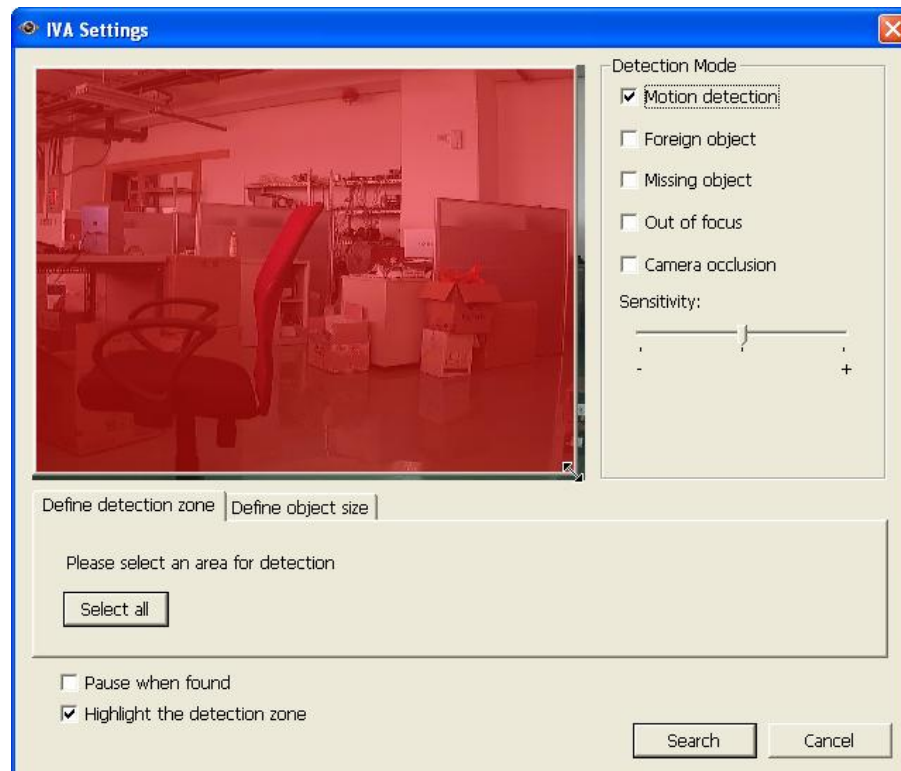 IVA Settings
Detection Mode
Motion detection
Foreign object
Missing object
Out of focus
Camera occlusion
Sensitivity:
- +
Define detection zone Define object size
Please select an area for detection
Select all
Pause when found
Highlight the detection zone
Search Cancel